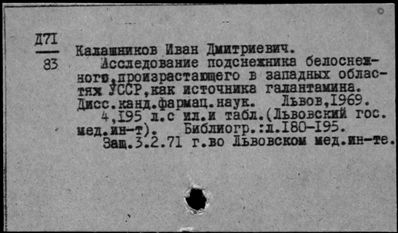 Д71
83
Калашников Иван Дмитриевич.
Исследование подснежника белоснеж-
ного,произрастающего в западных облас-
тях УССР,как источника галантамина.
Дисс.канд.фармац.наук. Львов,1969.
4,195 л.с ил.и табл.(Львовский гос.
мед.ин-т). Библиогр.:л.180-195.
Защ.3.2.71 г.во Львовском мед.ин-те.